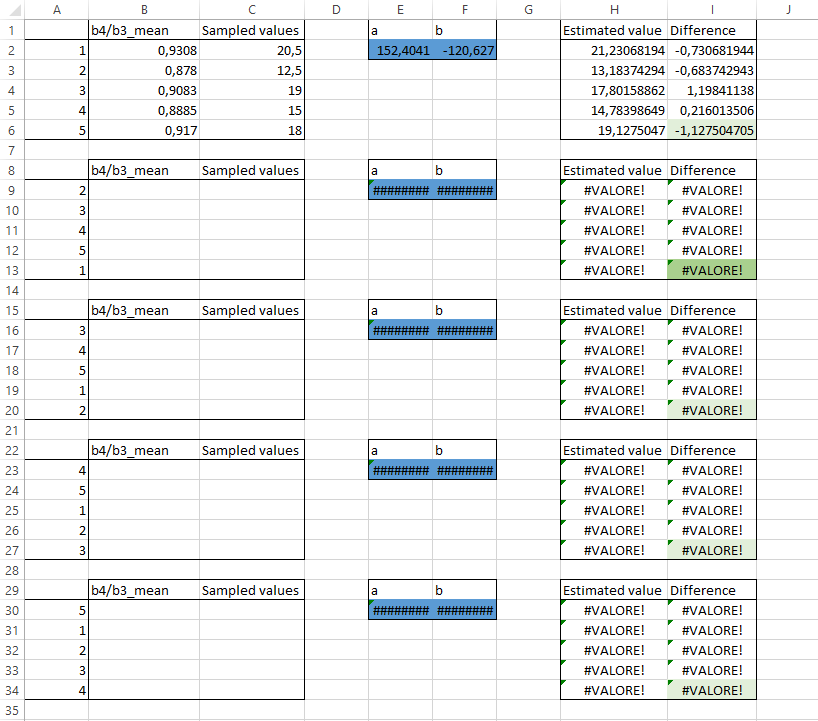 A B C D E F G H I J
1 b4/b3_mean Sampled values a b Estimated value Difference
2 1 0,9308 20,5 152,4041 -120,627 21,23068194 -0,730681944
3 2 0,878 12,5 13,18374294 -0,683742943
4 3 0,9083 19 17,80158862 1,19841138
5 4 0,8885 15 14,78398649 0,216013506
6 5 0,917 18 19,1275047 -1,127504705
7
8 b4/b3_mean Sampled values a b Estimated value Difference
9 2 ######## ######## #VALORE! #VALORE!
10 3 #VALORE! #VALORE!
11 4 #VALORE! #VALORE!
12 5 #VALORE! #VALORE!
13 1 #VALORE! #VALORE!
14
15 b4/b3_mean Sampled values a b Estimated value Difference
16 3 ######## ######## #VALORE! #VALORE!
17 4 #VALORE! #VALORE!
18 5 #VALORE! #VALORE!
19 1 #VALORE! #VALORE!
20 2 #VALORE! #VALORE!
21
22 b4/b3_mean Sampled values a b Estimated value Difference
23 4 ######## ######## #VALORE! #VALORE!
24 5 #VALORE! #VALORE!
25 1 #VALORE! #VALORE!
26 2 #VALORE! #VALORE!
27 3 #VALORE! #VALORE!
28
29 b4/b3_mean Sampled values a b Estimated value Difference
30 5 ######## ######## #VALORE! #VALORE!
31 1 #VALORE! #VALORE!
32 2 #VALORE! #VALORE!
33 3 #VALORE! #VALORE!
34 4 #VALORE! #VALORE!
35